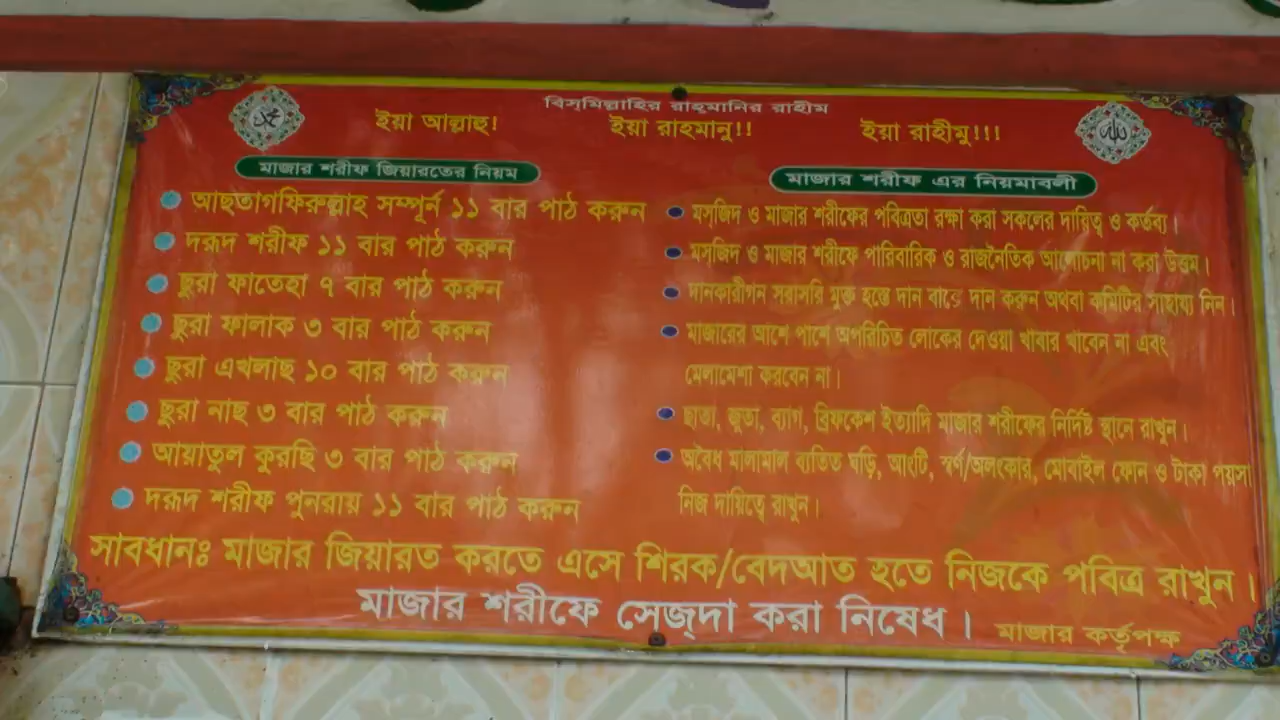 বিস্‌মিল্লাহির রাহ্‌মানির রাহীম
ইয়া আল্লাহু! ইয়া রাহমানু!! ইয়া রাহীমু!!!
মাজার শরীফ জিয়ারতের নিয়ম
আছতাগফিরুল্লাহ সম্পূর্ন ১১ বার পাঠ করুন
দরূদ শরীফ ১১ বার পাঠ করুন
ছুরা ফাতেহা ৭ বার পাঠ করুন
ছুরা ফালাক ৩ বার পাঠ করুন
ছুরা এখলাছ ১০ বার পাঠ করুন
ছুরা নাছ ৩ বার পাঠ করুন
আয়াতুল কুরছি ৩ বার পাঠ করুন
দরূদ শরীফ পুনরায় ১১ বার পাঠ করুন
মাজার শরীফ এর নিয়মাবলী
মস্‌জিদ ও মাজার শরীফের পবিত্রতা রক্ষা করা সকলের দায়িত্ব ও কর্তব্য।
মস্‌জিদ ও মাজার শরীফে পারিবারিক ও রাজনৈতিক আলোচনা না করা উত্তম।
দানকারীগন সরাসরি মুক্ত হস্তে দান বাক্সে দান করুন অথবা কমিটির সাহায্য নিন।
মাজারের আশে পাশে অপরিচিত লোকের দেওয়া খাবার খাবেন না এবং
মেলামেশা করবেন না।
ছাতা, জুতা, ব্যাগ, ব্রিফকেশ ইত্যাদি মাজার শরীফের নির্দিষ্ট স্থানে রাখুন।
অবৈধ মালামাল ব্যতিত ঘড়ি, আংটি, স্বর্ণ/অলংকার, মোবাইল ফোন ও টাকা পয়সা
নিজ দায়িত্বে রাখুন।
সাবধানঃ মাজার জিয়ারত করতে এসে শিরক/বেদআত হতে নিজকে পবিত্র রাখুন।
মাজার শরীফে সেজ্‌দা করা নিষেধ।
মাজার কর্তৃপক্ষ
محمد
الله